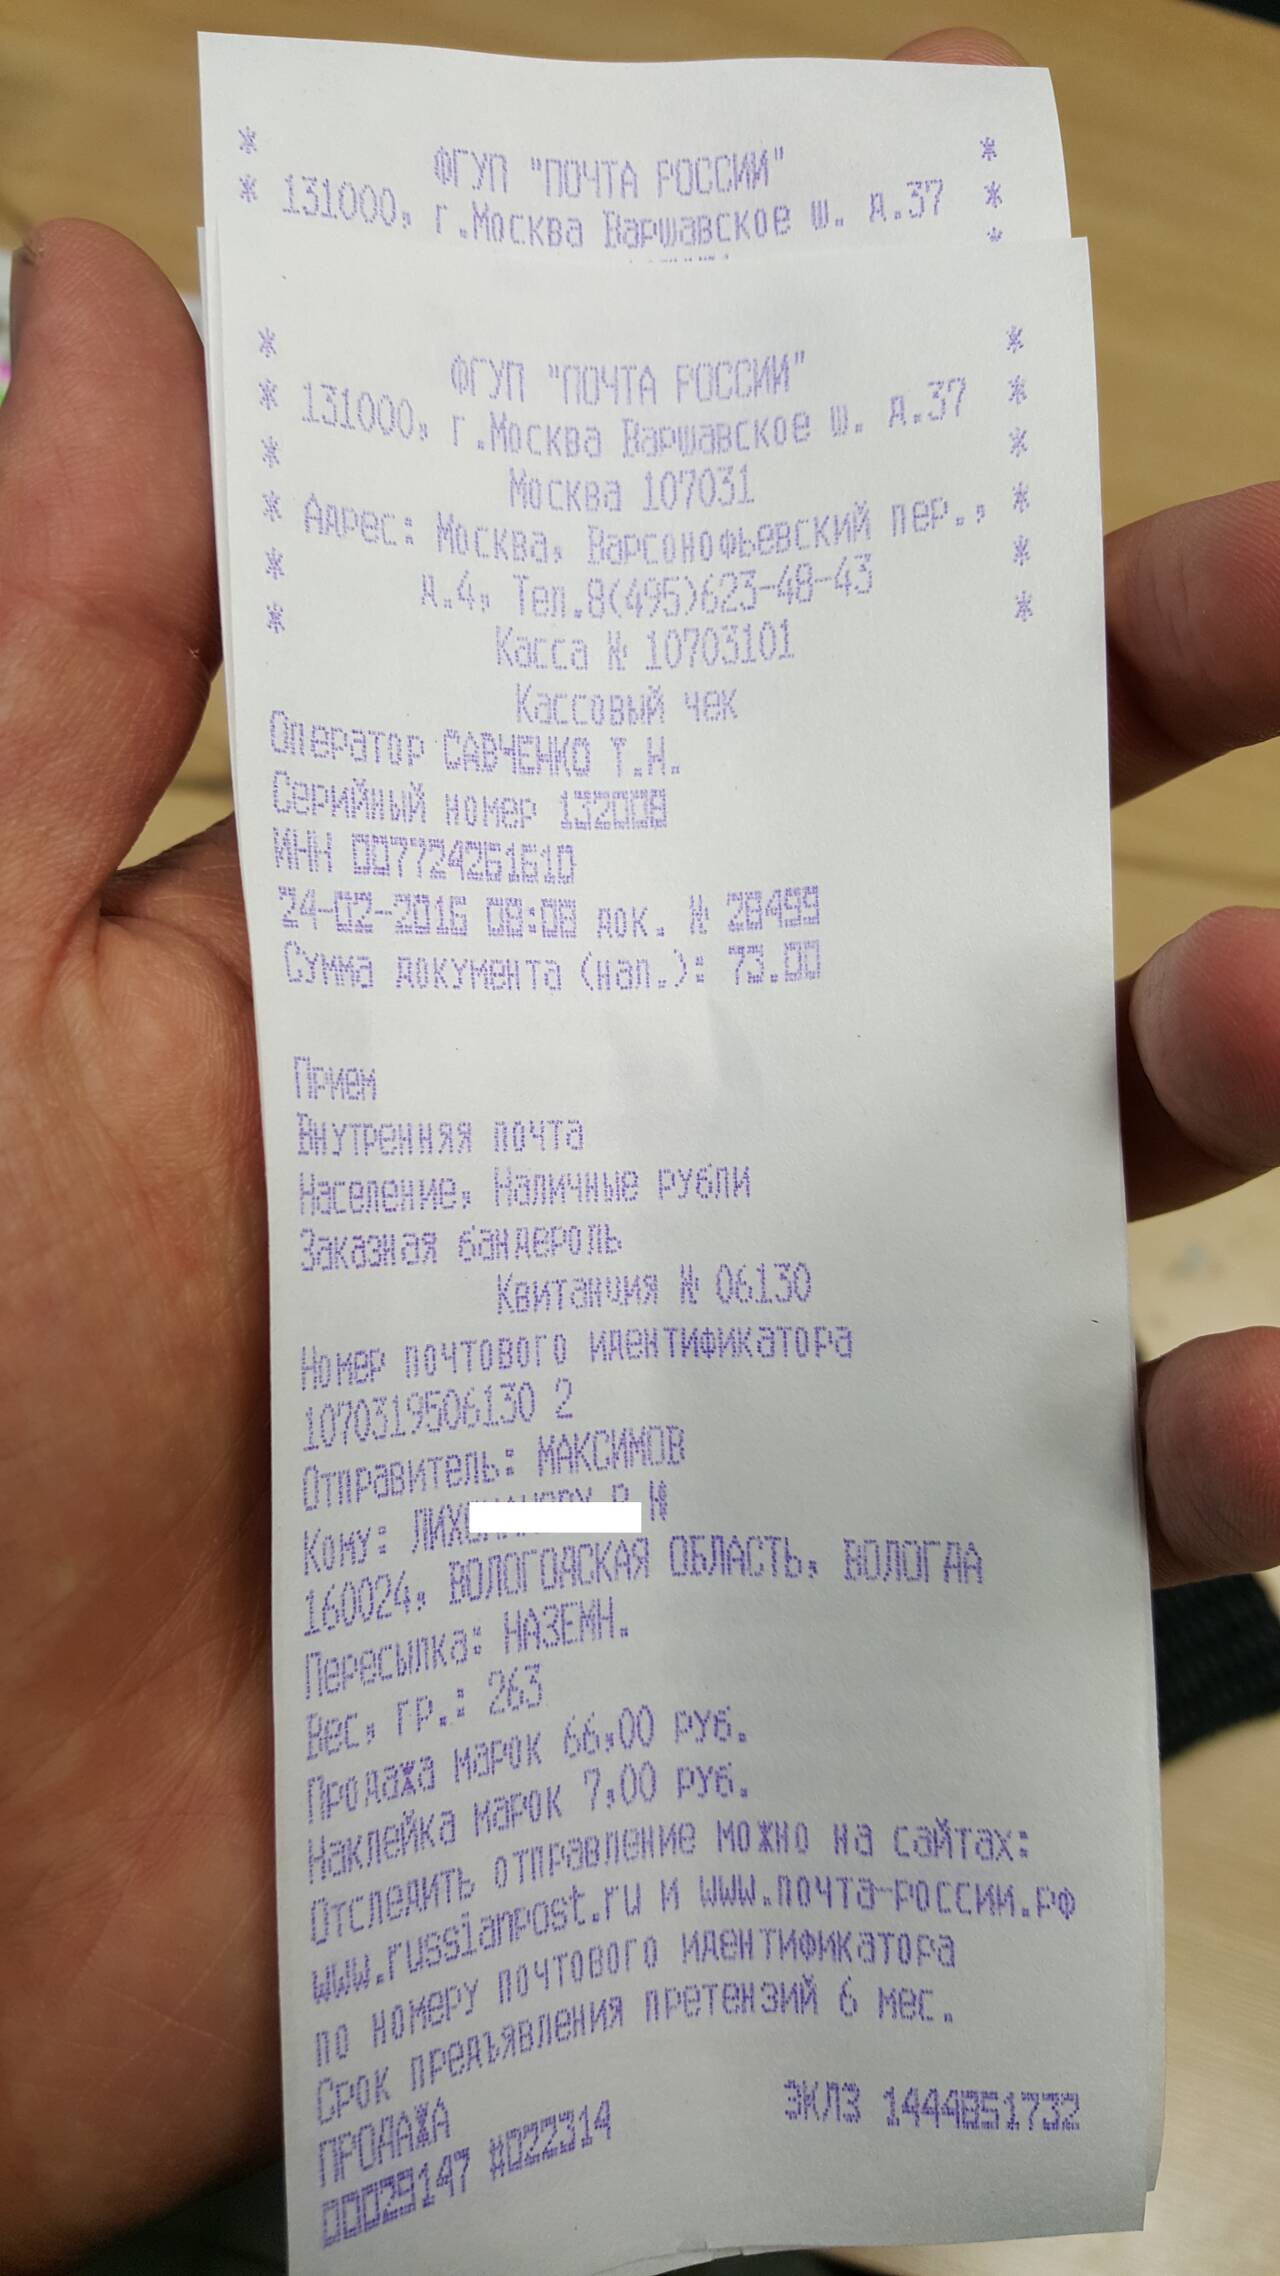 * ФГУП "ПОЧТА РОССИИ" *
* 131000, г.Москва Варшавское ш. д.37 *
* ФГУП "ПОЧТА РОССИИ" *
* 131000, г.Москва Варшавское ш. д.37 *
* Москва 107031 *
* Адрес: Москва, Варсонофьевский пер., *
* д.4, Тел.8(495)623-48-43 *
* Касса № 10703101 *
Кассовый чек
Оператор САВЧЕНКО Т.Н.
Серийный номер 132008
ИНН 007724261610
24-02-2016 08:08 док. № 28499
Сумма документа (нал.): 73.00
Прием
Внутренняя почта
Население, Наличные рубли
Заказная бандероль
Квитанция № 06130
Номер почтового идентификатора
107031950613​0 2
Отправитель: МАКСИМОВ
Кому:
160024, ВОЛОГОДСКАЯ ОБЛАСТЬ, ВОЛОГДА
Пересылка: НАЗЕМН.
Вес, гр.: 263
Продажа марок 66,00 руб.
Наклейка марок 7,00 руб.
Отследить отправление можно на сайтах:
www.russianpost.ru и www.почта-россии.рф
по номеру почтового идентификатора
Срок предъявления претензий 6 мес.
ПРОДАЖА ЭКЛЗ 1444851732
00029147 #022314